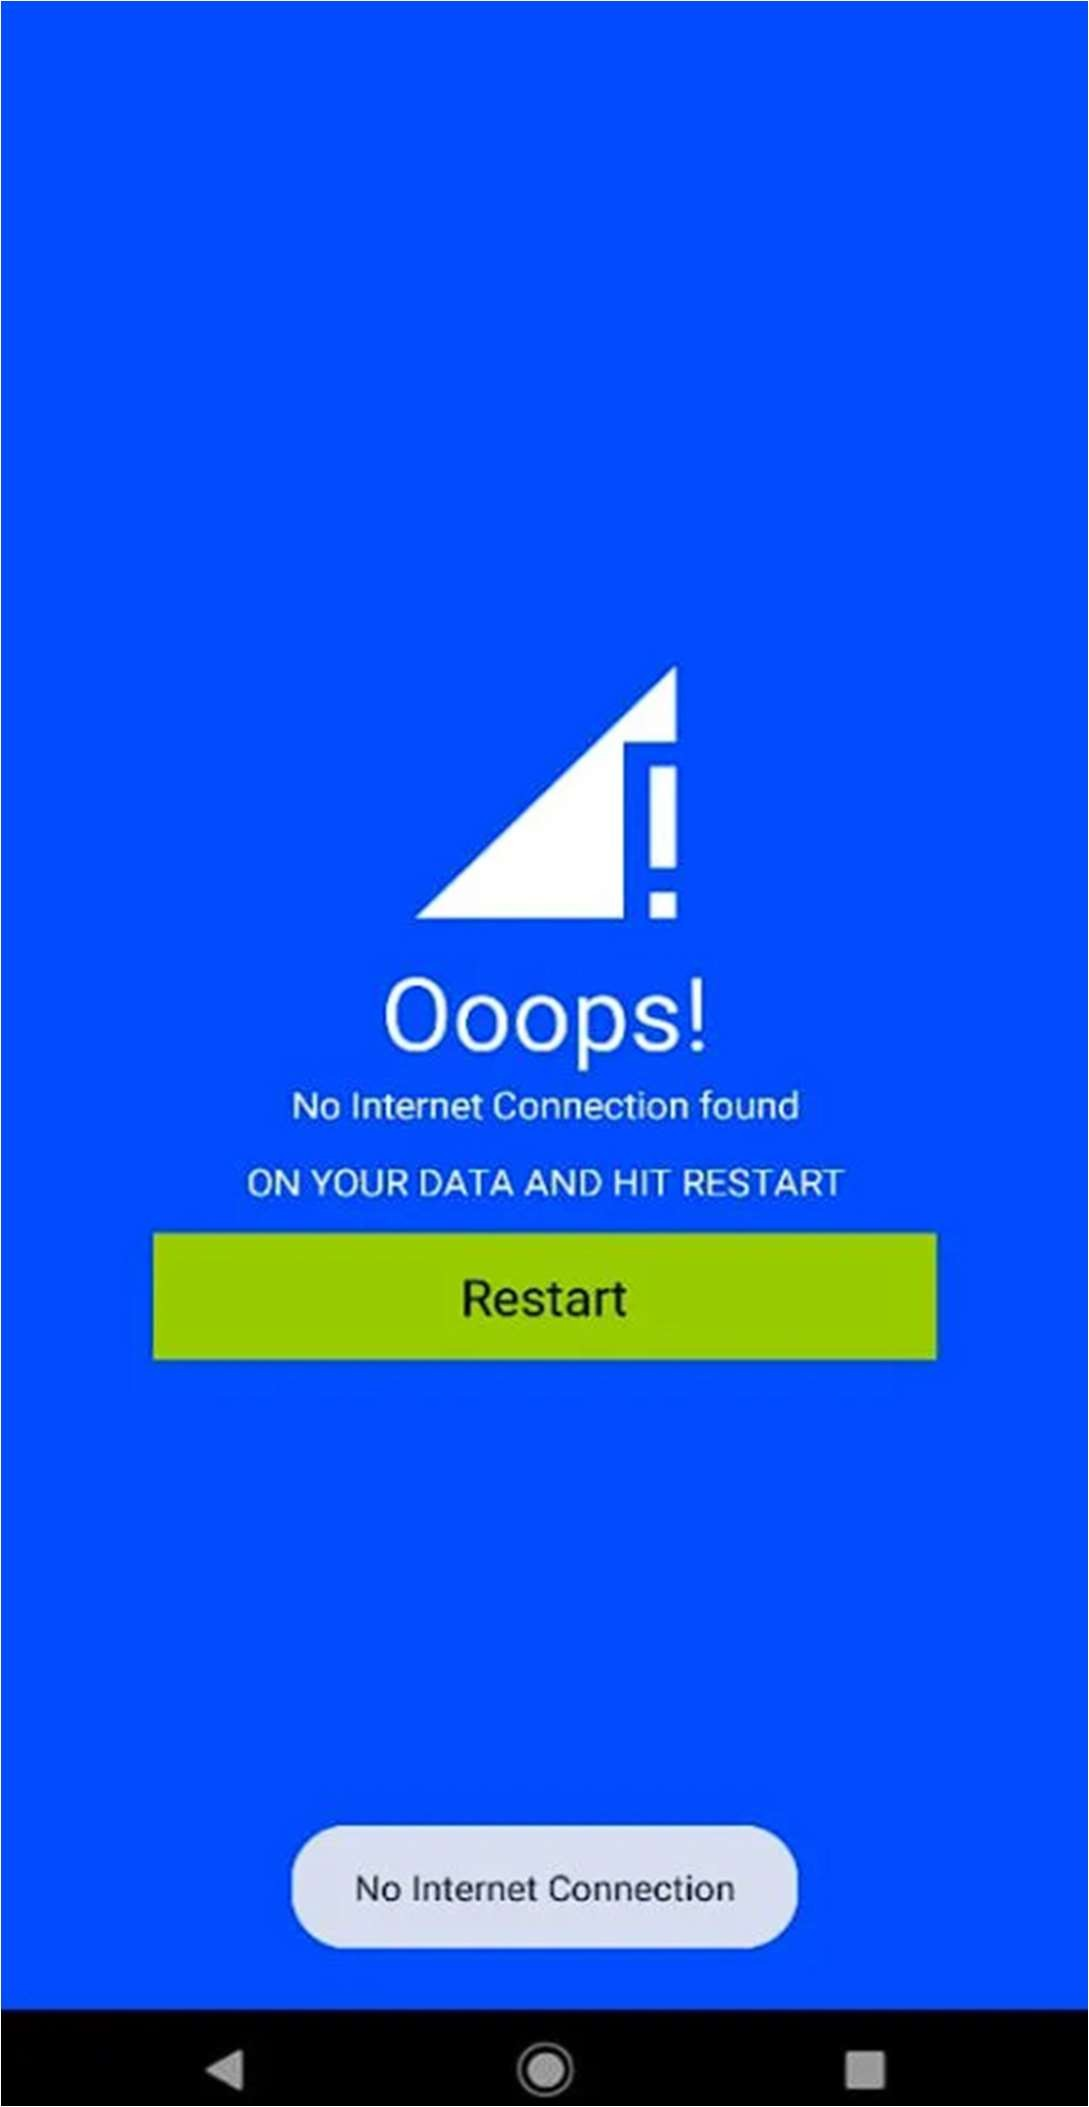 Ooops!
No Internet Connection found
ON YOUR DATA AND HIT RESTART
Restart
No Internet Connection